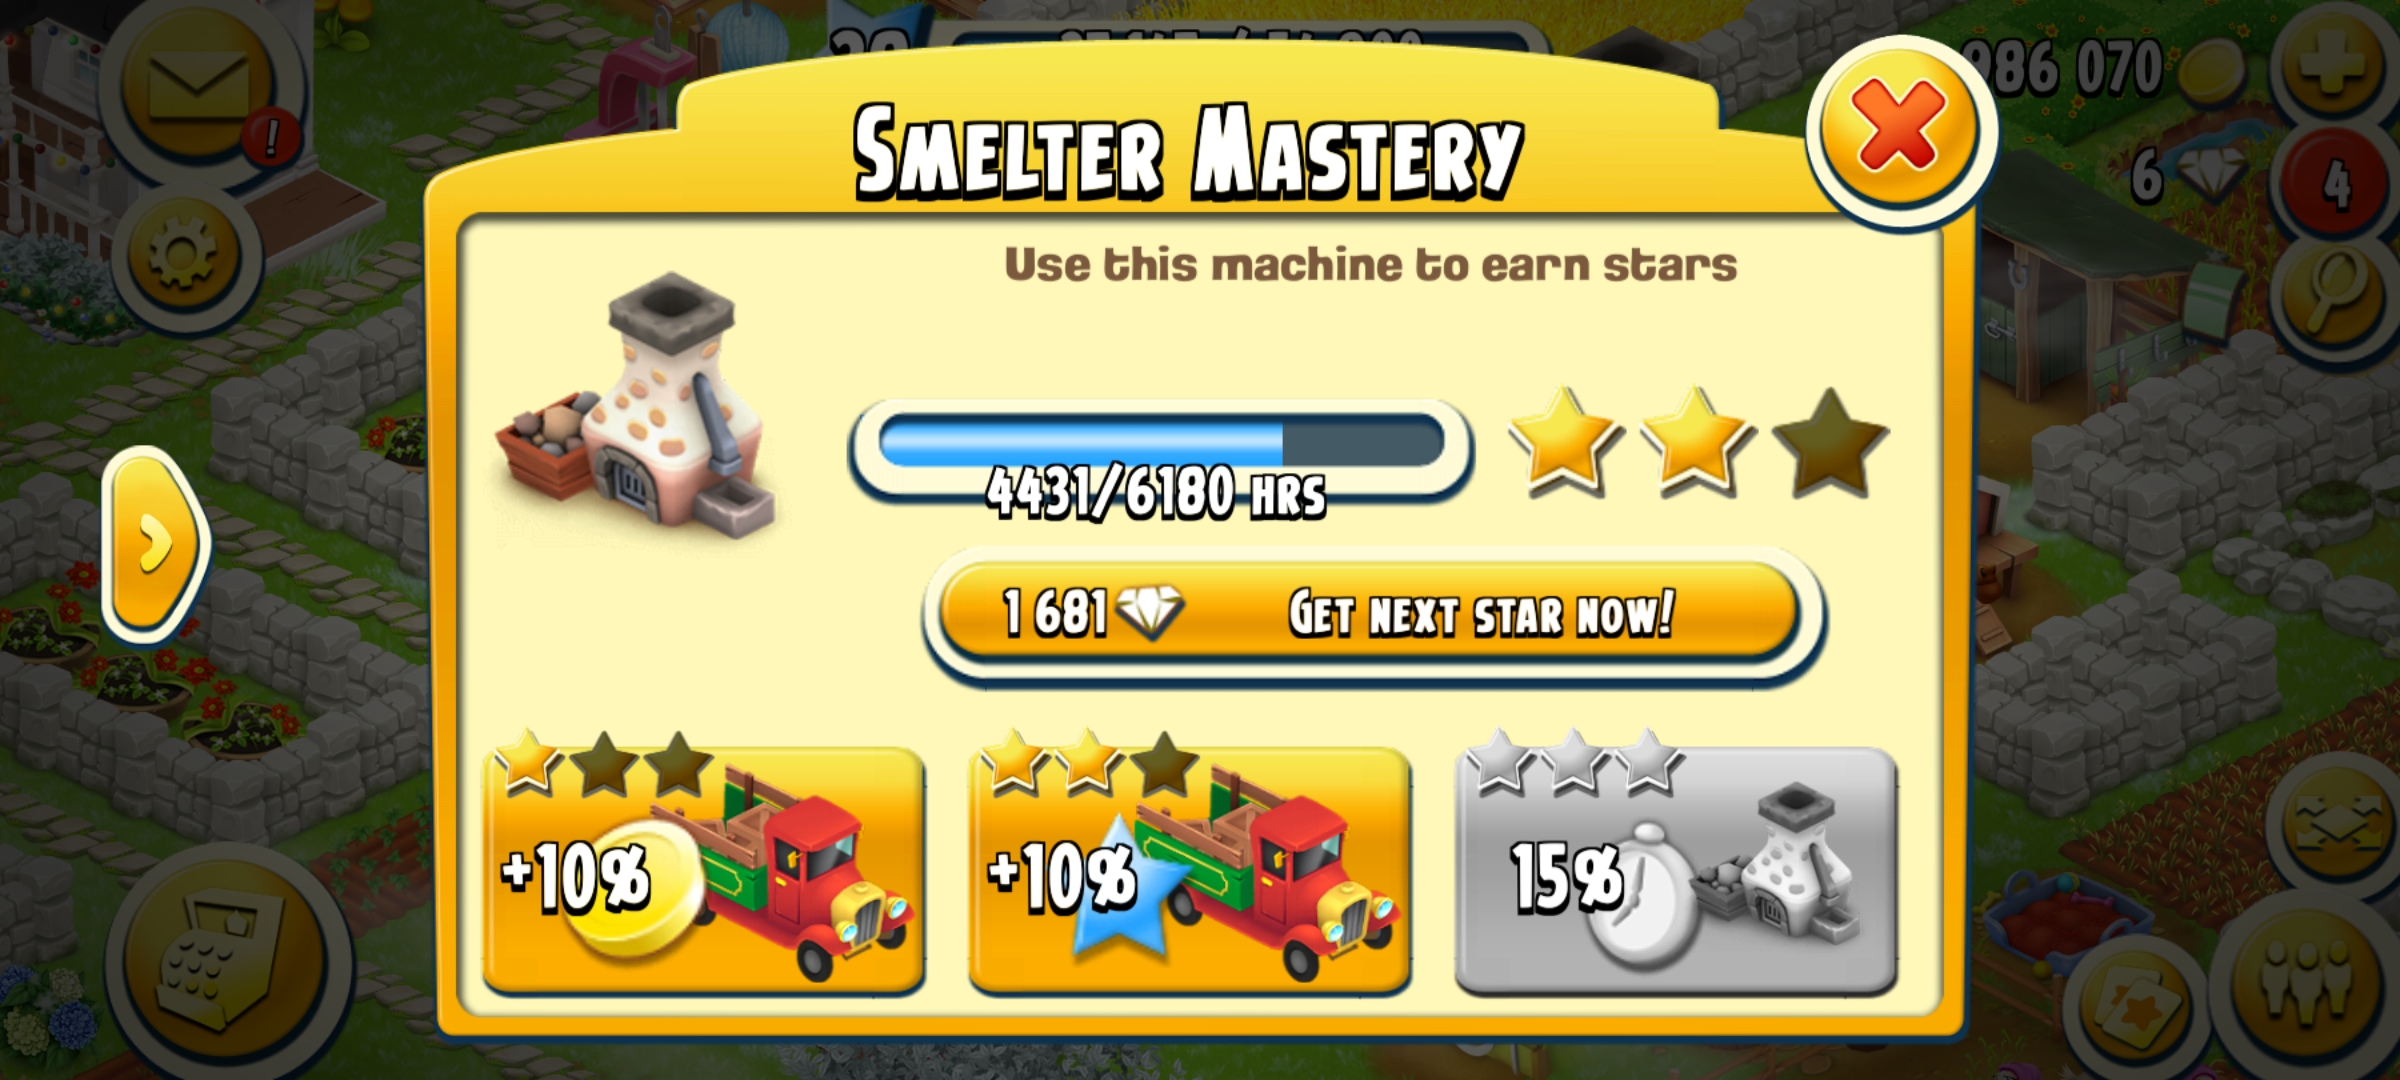 986 070
!
SMELTER MASTERY
6
4
Use this machine to earn stars
4431/6180 HRS
1 681 GET NEXT STAR NOW!
+10%
+10%
15%